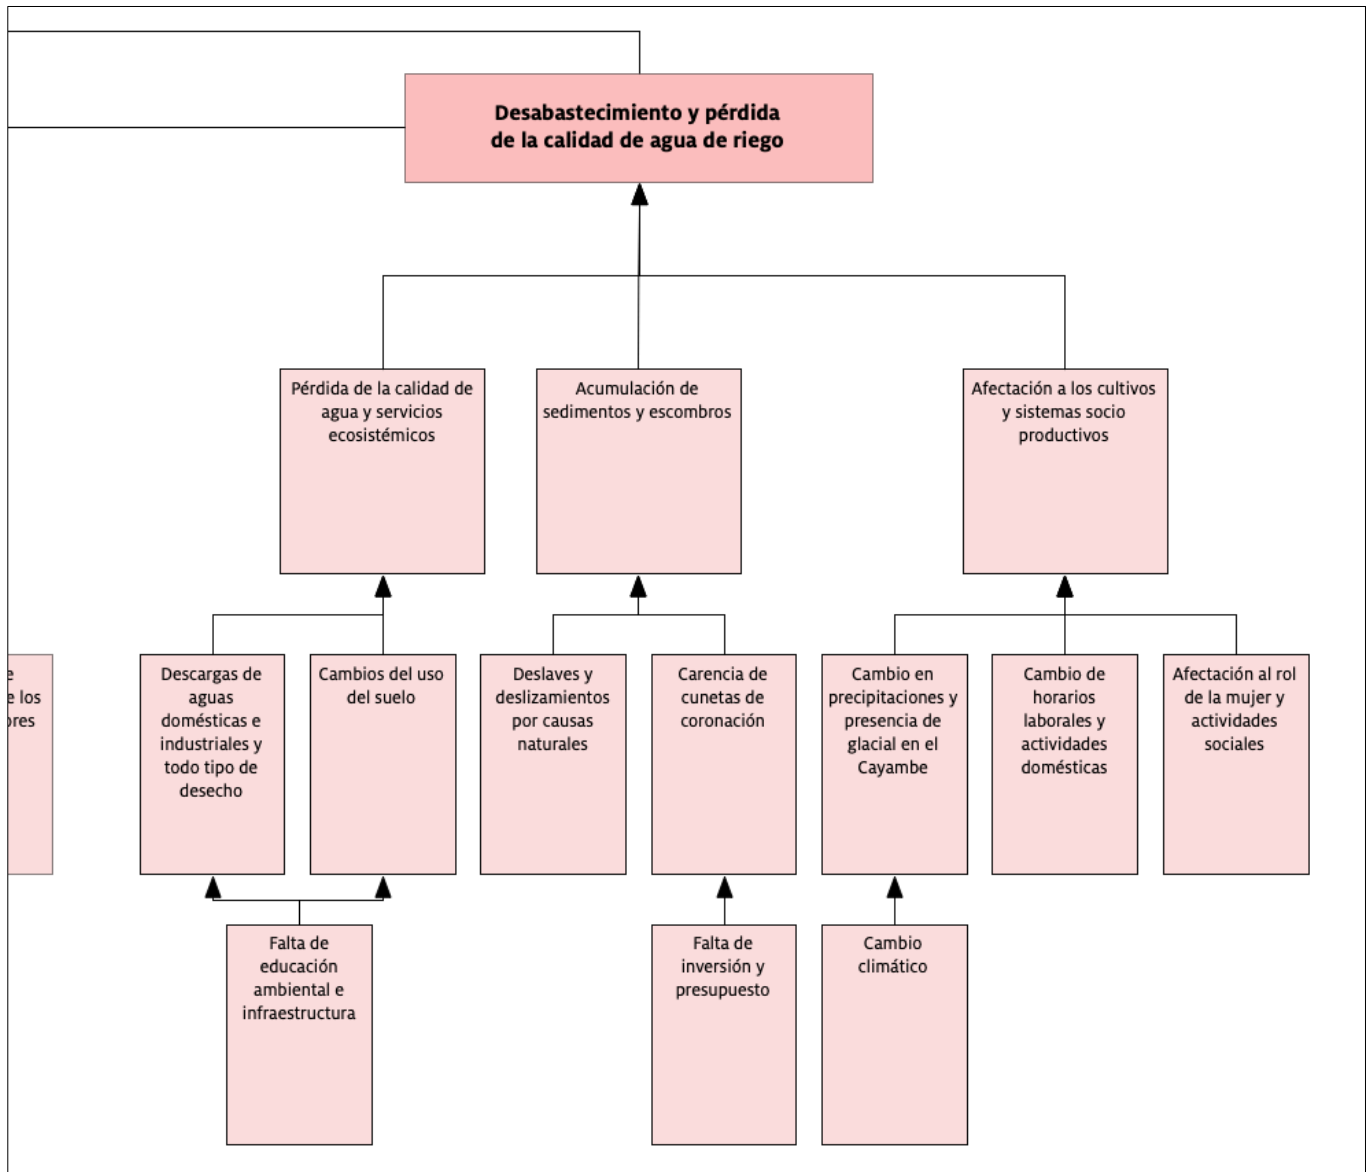 Desabastecimiento y pérdida
de la calidad de agua de riego
Pérdida de la calidad de
agua y servicios
ecosistémicos
Acumulación de
sedimentos y escombros
Afectación a los cultivos
y sistemas socio
productivos
e
e los
ores
Descargas de
aguas
domésticas e
industriales y
todo tipo de
desecho
Cambios del uso
del suelo
Deslaves y
deslizamientos
por causas
naturales
Carencia de
cunetas de
coronación
Cambio en
precipitaciones y
presencia de
glacial en el
Cayambe
Cambio de
horarios
laborales y
actividades
domésticas
Afectación al rol
de la mujer y
actividades
sociales
Falta de
educación
ambiental e
infraestructura
Falta de
inversión y
presupuesto
Cambio
climático